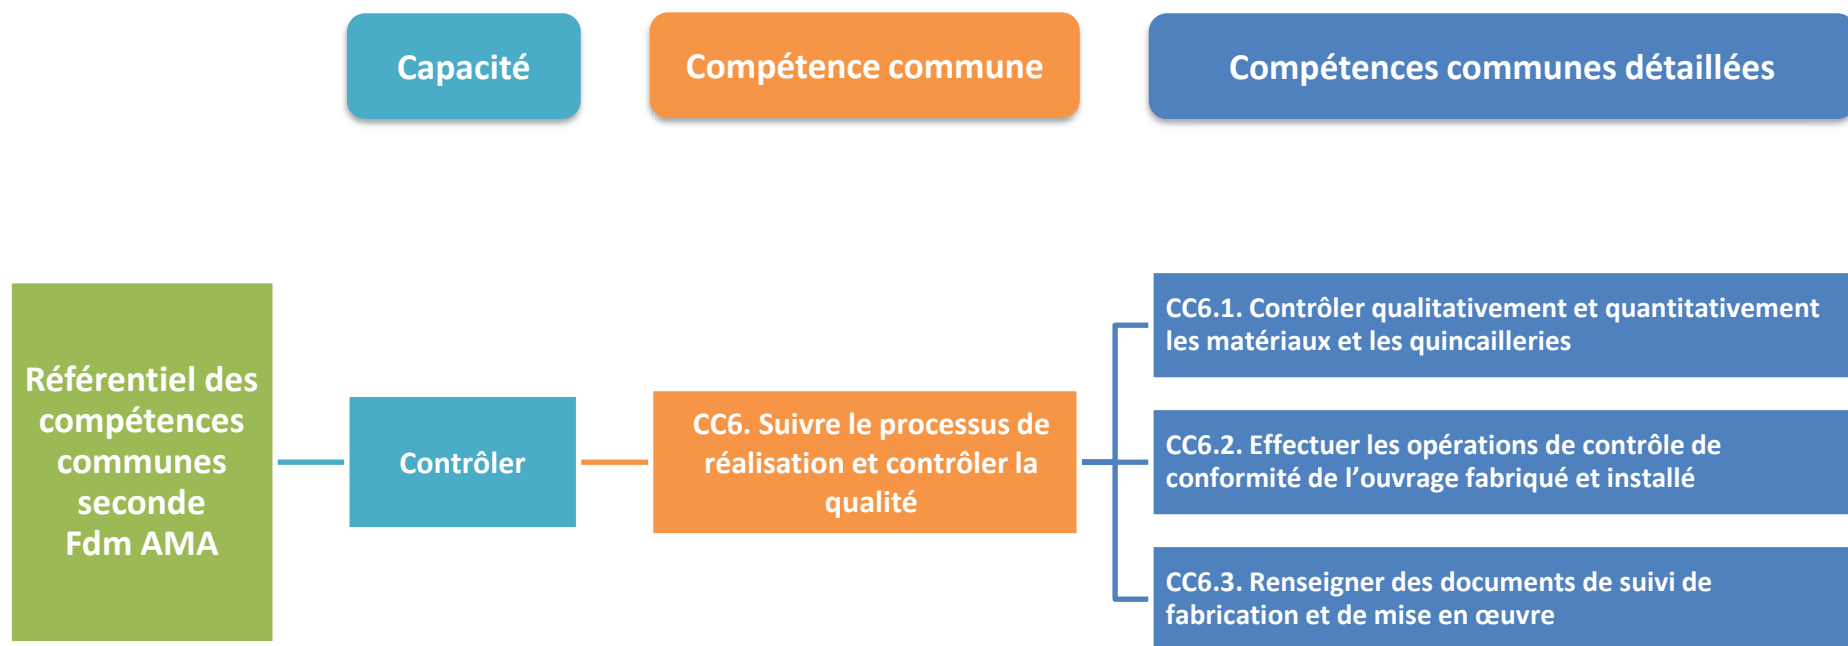 Capacité
Compétence commune
Compétences communes détaillées
Référentiel des
compétences
communes
seconde
Fdm AMA
Contrôler
CC6. Suivre le processus de
réalisation et contrôler la
qualité
CC6.1. Contrôler qualitativement et quantitativement
les matériaux et les quincailleries
CC6.2. Effectuer les opérations de contrôle de
conformité de l’ouvrage fabriqué et installé
CC6.3. Renseigner des documents de suivi de
fabrication et de mise en œuvre